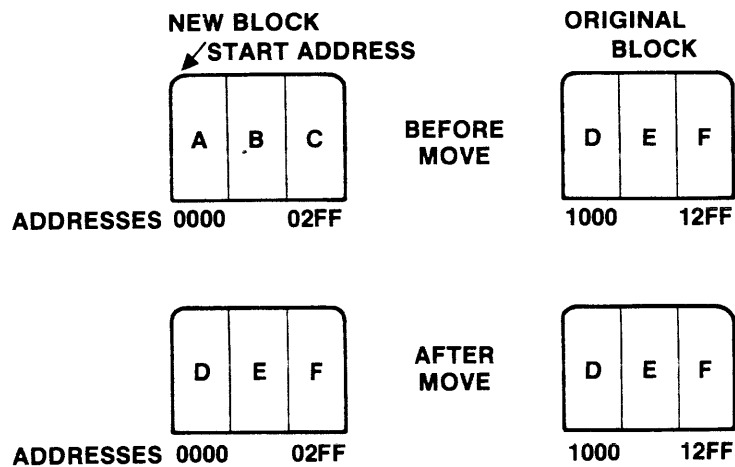 NEW BLOCK
START ADDRESS
ORIGINAL
BLOCK
A B C
BEFORE
MOVE
D E F
ADDRESSES 0000 02FF
1000 12FF
D E F
AFTER
MOVE
D E F
ADDRESSES 0000 02FF
1000 12FF